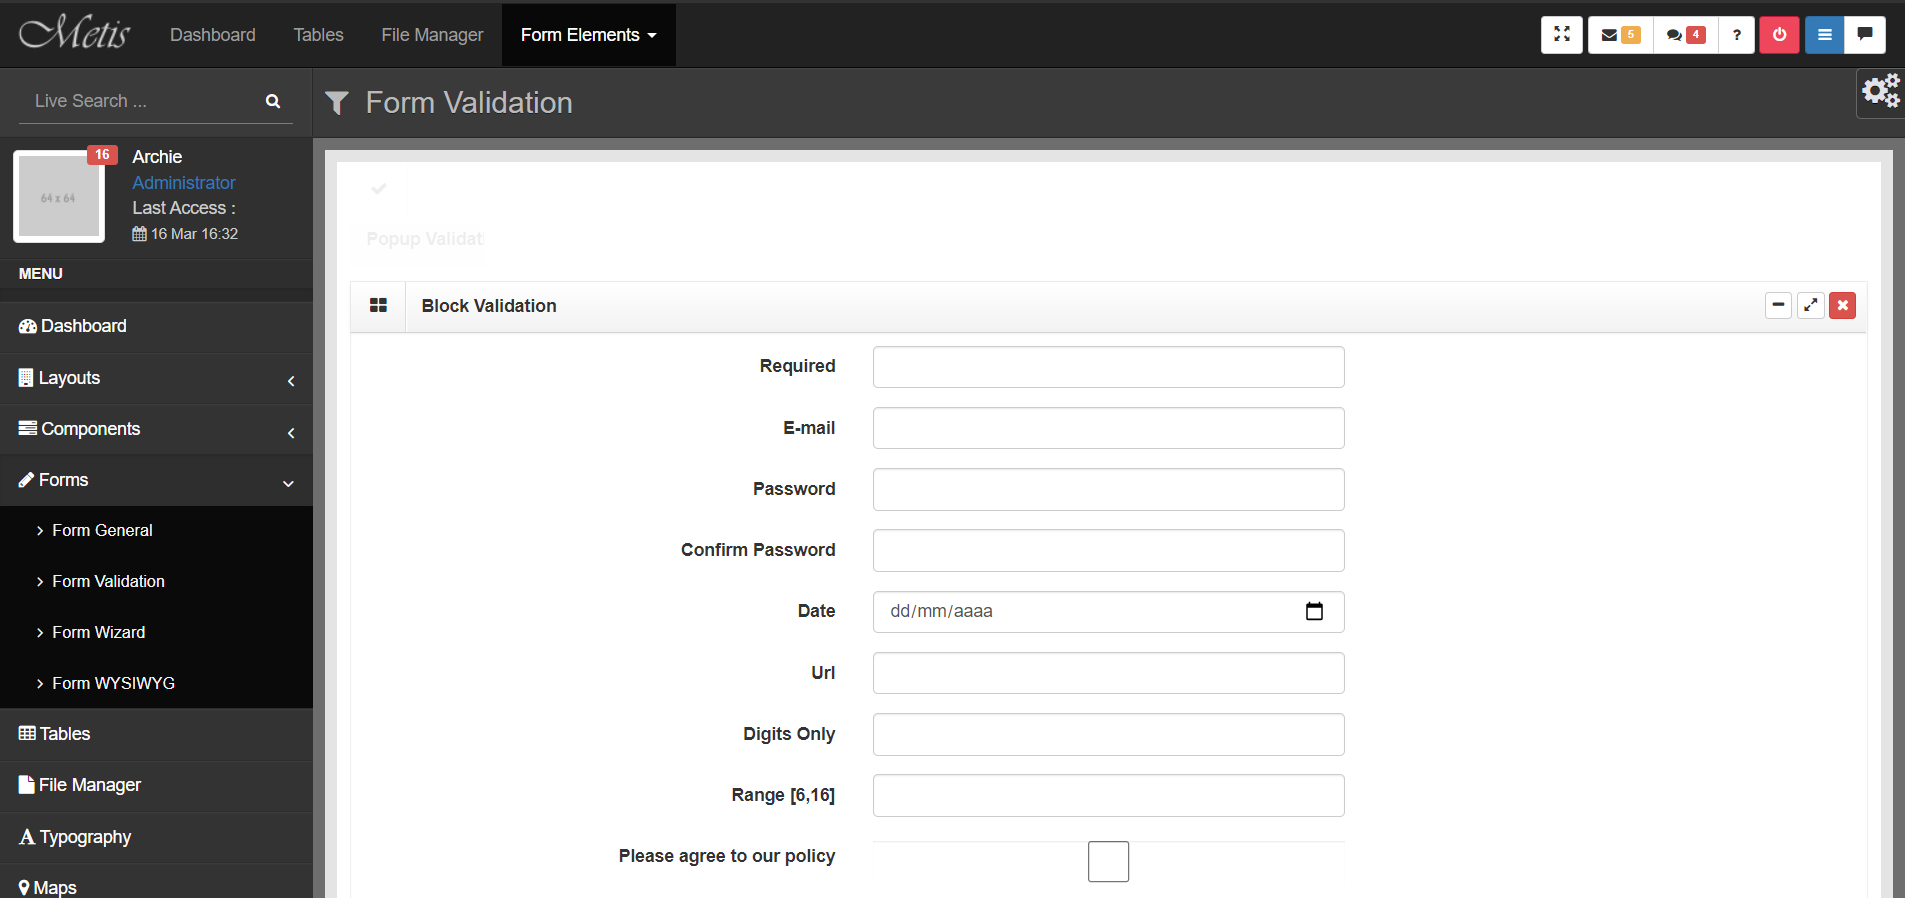 Metis
Dashboard
Tables
File Manager
Form Elements
5
4
?
Live Search ...
Form Validation
16
64 x 64
Archie
Administrator
Last Access :
16 Mar 16:32
MENU
Dashboard
Layouts
Components
Forms
Form General
Form Validation
Form Wizard
Form WYSIWYG
Tables
File Manager
Typography
Maps
Popup Validati
Block Validation
Required
E-mail
Password
Confirm Password
Date
dd/mm/aaaa
Url
Digits Only
Range [6,16]
Please agree to our policy